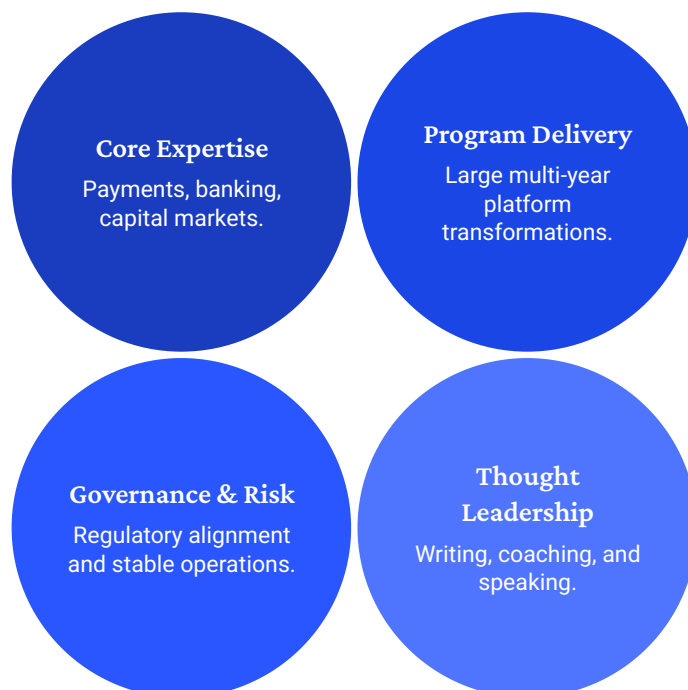 Core Expertise
Payments, banking,
capital markets.
Program Delivery
Large multi-year
platform
transformations.
Governance & Risk
Regulatory alignment
and stable operations.
Thought
Leadership
Writing, coaching, and
speaking.